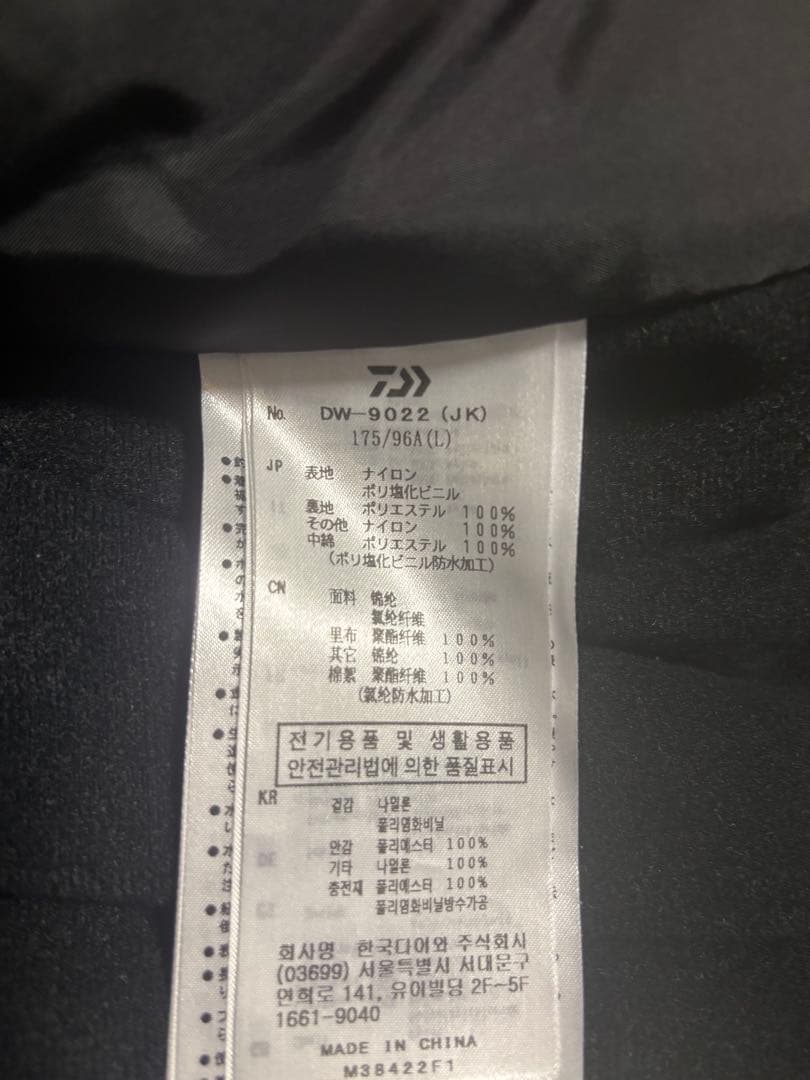 No. DW-9022 (JK)
175/96A(L)
JP 表地 ナイロン
ポリ塩化ビニル
裏地 ポリエステル 100%
その他 ナイロン 100%
中綿 ポリエステル 100%
(ポリ塩化ビニル防水加工)
CN 面料 锦纶
氯纶纤维
里布 聚酯纤维 100%
其它 锦纶 100%
棉絮 聚酯纤维 100%
(氯纶防水加工)
전기용품 및 생활용품
안전관리법에 의한 품질표시
KR 겉감 나일론
폴리염화비닐
안감 폴리에스터 100%
기타 나일론 100%
충전재 폴리에스터 100%
폴리염화비닐방수가공
회사명 한국다이와 주식회사
(03699) 서울특별시 서대문구
연희로 141, 유이빌딩 2F~5F
1661-9040
MADE IN CHINA
M38422F1